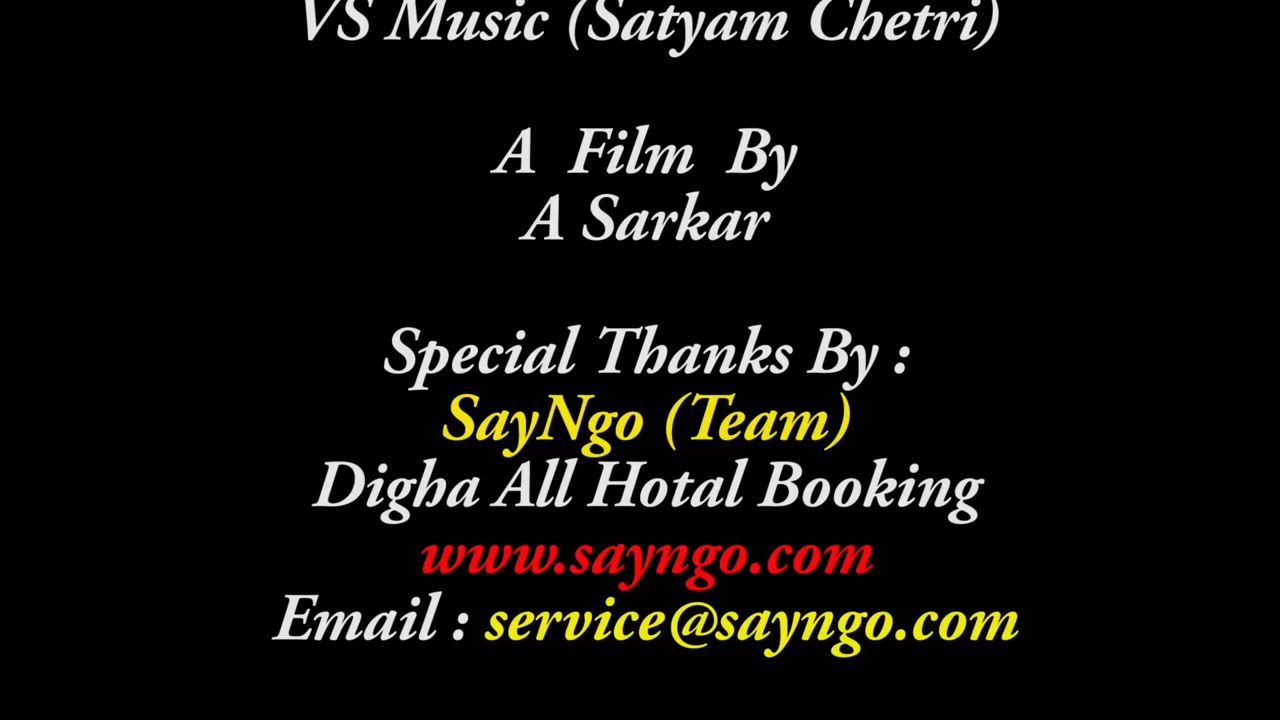 VS Music (Satyam Chetri)
A Film By
A Sarkar
Special Thanks By :
SayNgo (Team)
Digha All Hotal Booking
www.sayngo.com
Email : service@sayngo.com